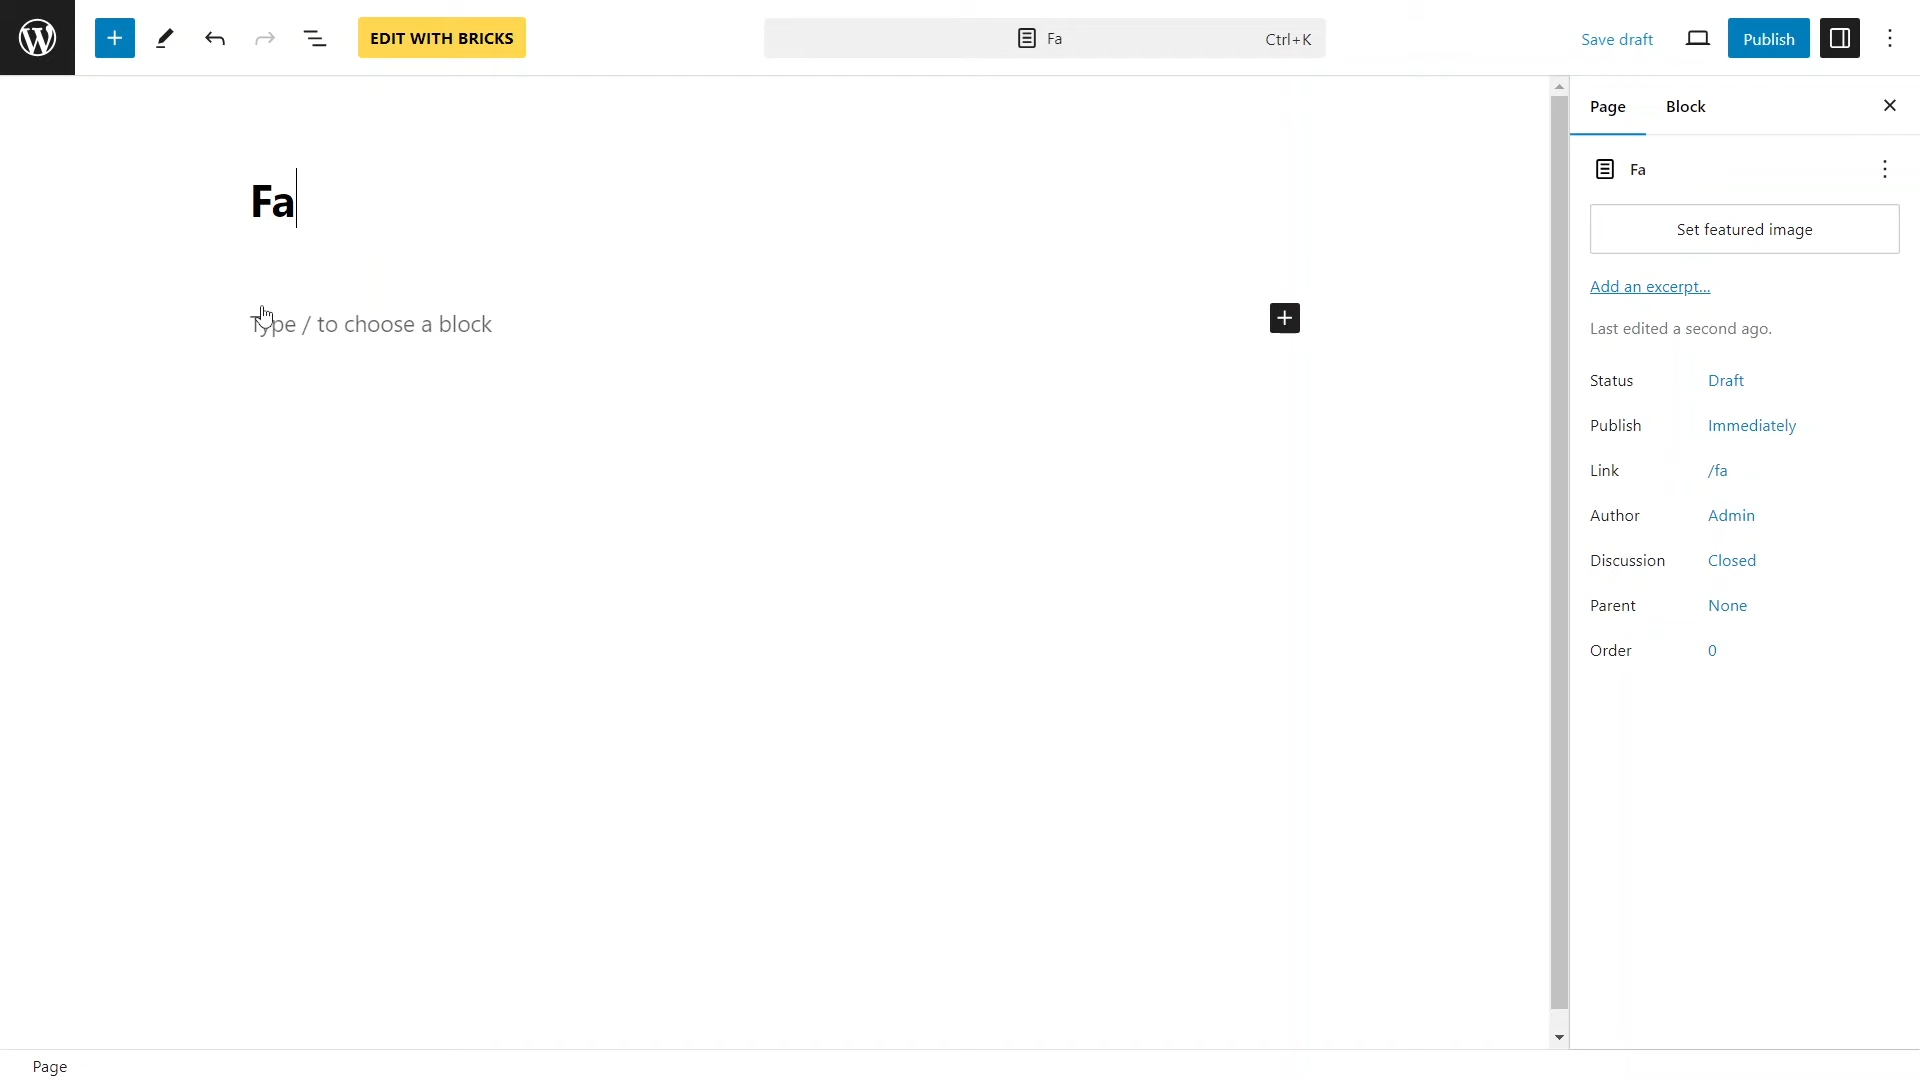 EDIT WITH BRICKS
Fa
Ctrl+K
Save draft
Publish
Fa
Type / to choose a block
Page
Block
Fa
Set featured image
Add an excerpt...
Last edited a second ago.
Status Draft
Publish Immediately
Link /fa
Author Admin
Discussion Closed
Parent None
Order 0
Page